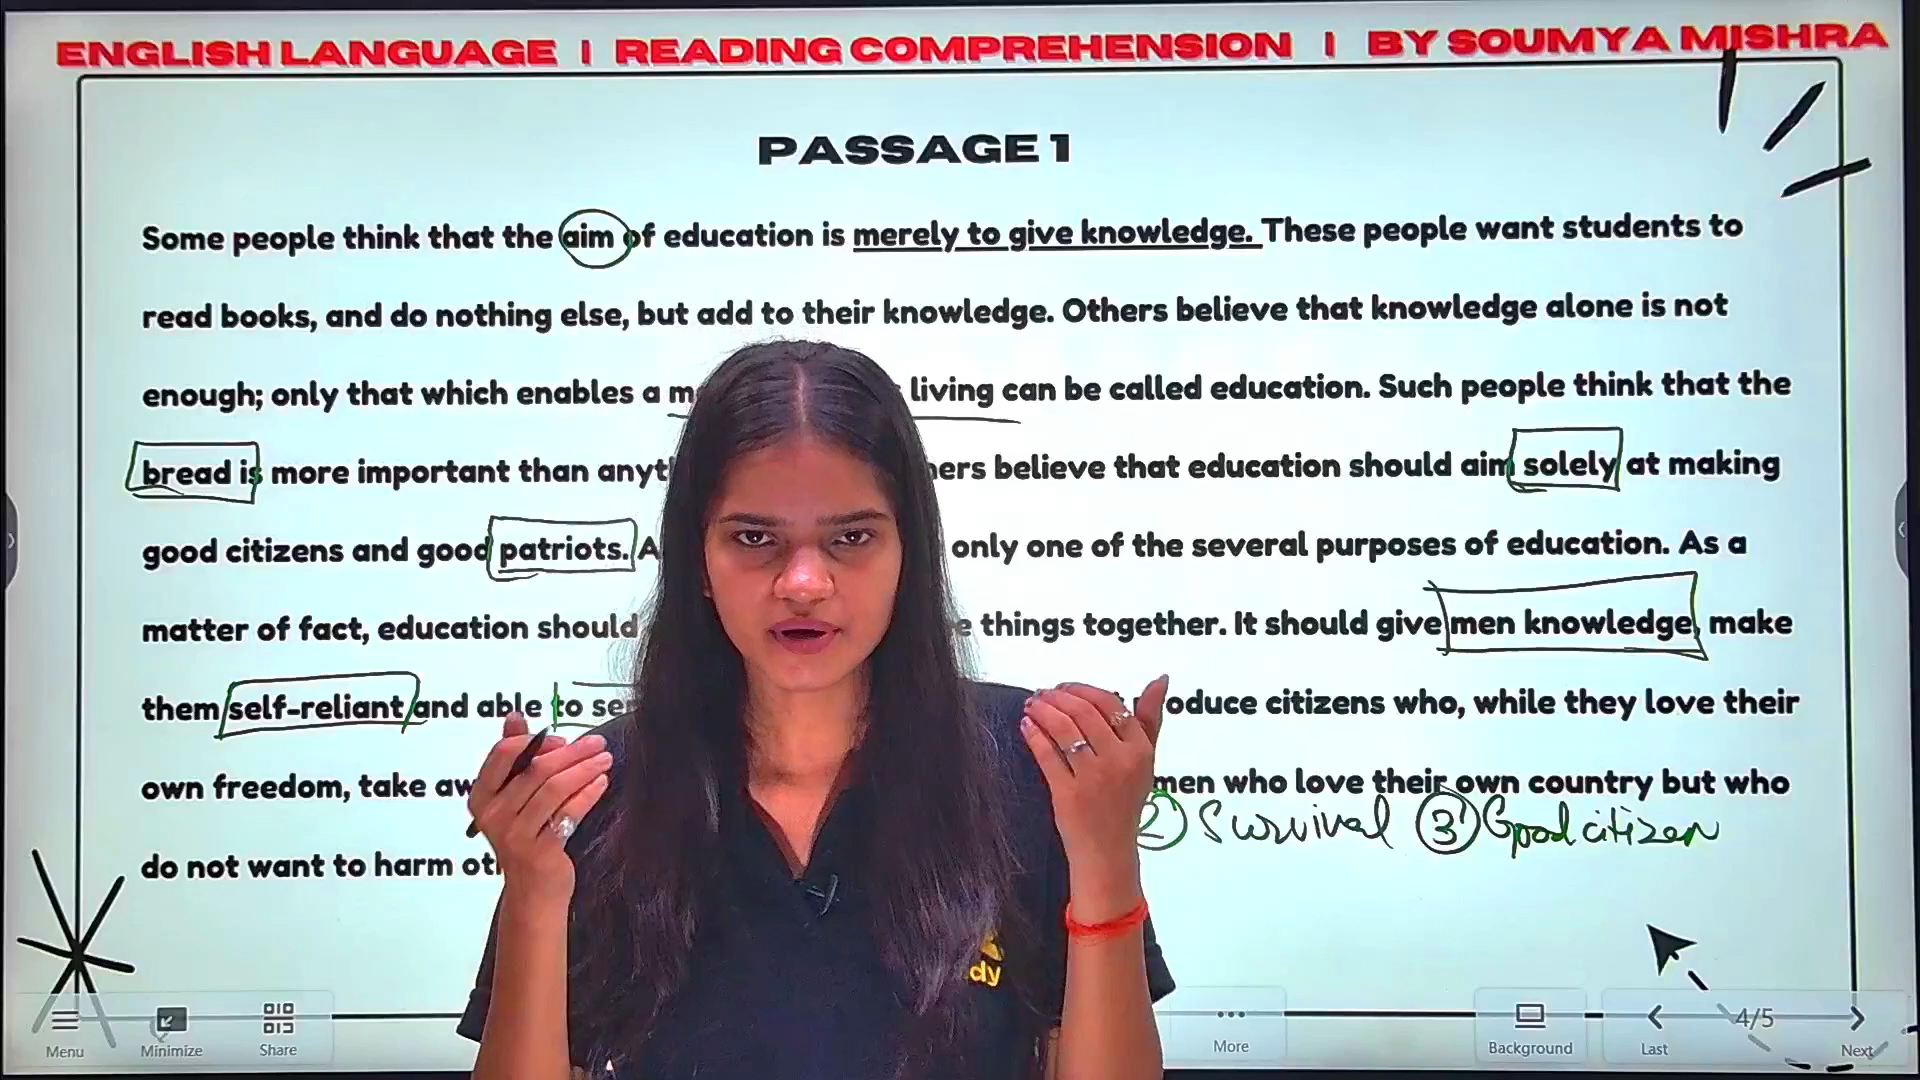 ENGLISH LANGUAGE | READING COMPREHENSION | BY SOUMYA MISHRA
PASSAGE 1
Some people think that the aim of education is merely to give knowledge. These people want students to
read books, and do nothing else, but add to their knowledge. Others believe that knowledge alone is not
enough; only that which enables a living can be called education. Such people think that the
bread is more important than believe that education should aim solely at making
good citizens and good patriots. only one of the several purposes of education. As a
matter of fact, education should things together. It should give men knowledge, make
them self-reliant and able to citizens who, while they love their
own freedom, take men who love their own country but who
do not want to harm
2 Survival 3 Good citizen
dy
Menu Minimize Share More Background Last 4/5 Next